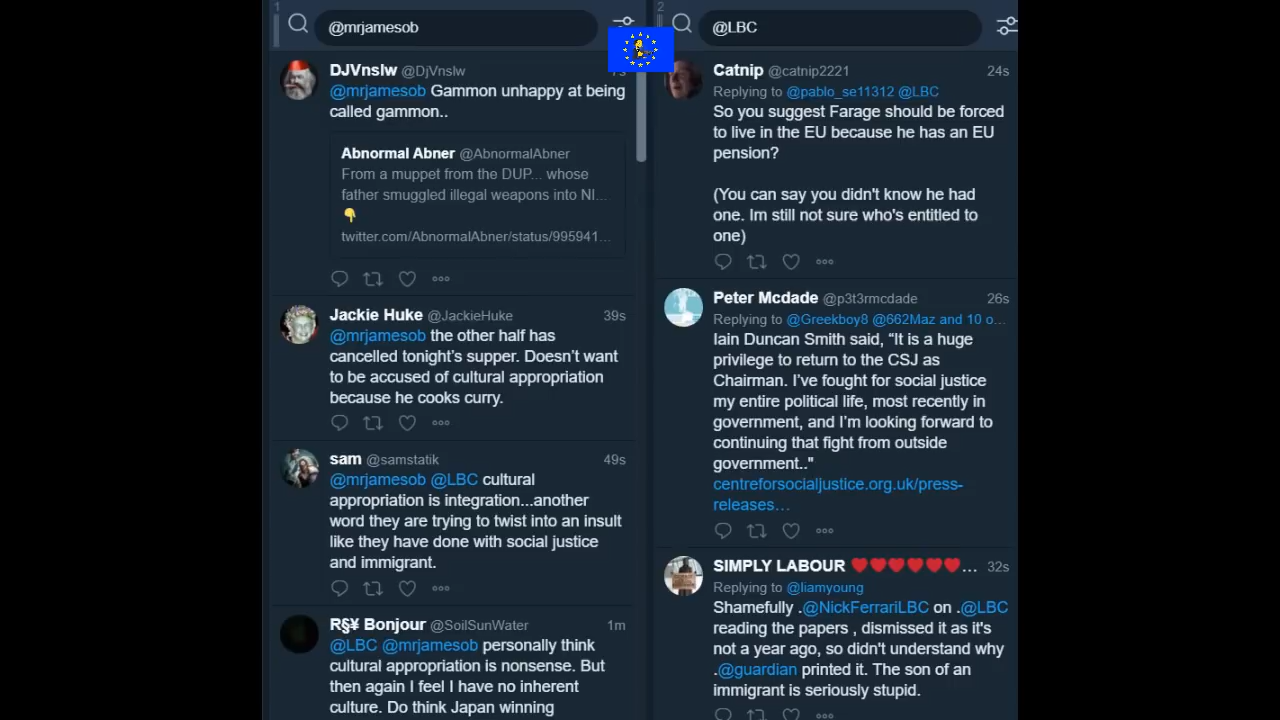 1
@mrjamesob
DJVnslw @DjVnslw
@mrjamesob Gammon unhappy at being
called gammon..
Abnormal Abner @AbnormalAbner
From a muppet from the DUP... whose
father smuggled illegal weapons into NI...
twitter.com/AbnormalAbner/status/995941...
Jackie Huke @JackieHuke 39s
@mrjamesob the other half has
cancelled tonight's supper. Doesn't want
to be accused of cultural appropriation
because he cooks curry.
sam @samstatik 49s
@mrjamesob @LBC cultural
appropriation is integration...another
word they are trying to twist into an insult
like they have done with social justice
and immigrant.
R§¥ Bonjour @SoilSunWater 1m
@LBC @mrjamesob personally think
cultural appropriation is nonsense. But
then again I feel I have no inherent
culture. Do think Japan winning
2
@LBC
Catnip @catnip2221 24s
Replying to @pablo_se11312 @LBC
So you suggest Farage should be forced
to live in the EU because he has an EU
pension?
(You can say you didn't know he had
one. Im still not sure who's entitled to
one)
Peter Mcdade @p3t3rmcdade 26s
Replying to @Greekboy8 @662Maz and 10 o...
Iain Duncan Smith said, “It is a huge
privilege to return to the CSJ as
Chairman. I've fought for social justice
my entire political life, most recently in
government, and I'm looking forward to
continuing that fight from outside
government.."
centreforsocialjustice.org.uk/press-
releases…
SIMPLY LABOUR ... 32s
Replying to @liamyoung
Shamefully .@NickFerrariLBC on .@LBC
reading the papers , dismissed it as it's
not a year ago, so didn't understand why
.@guardian printed it. The son of an
immigrant is seriously stupid.